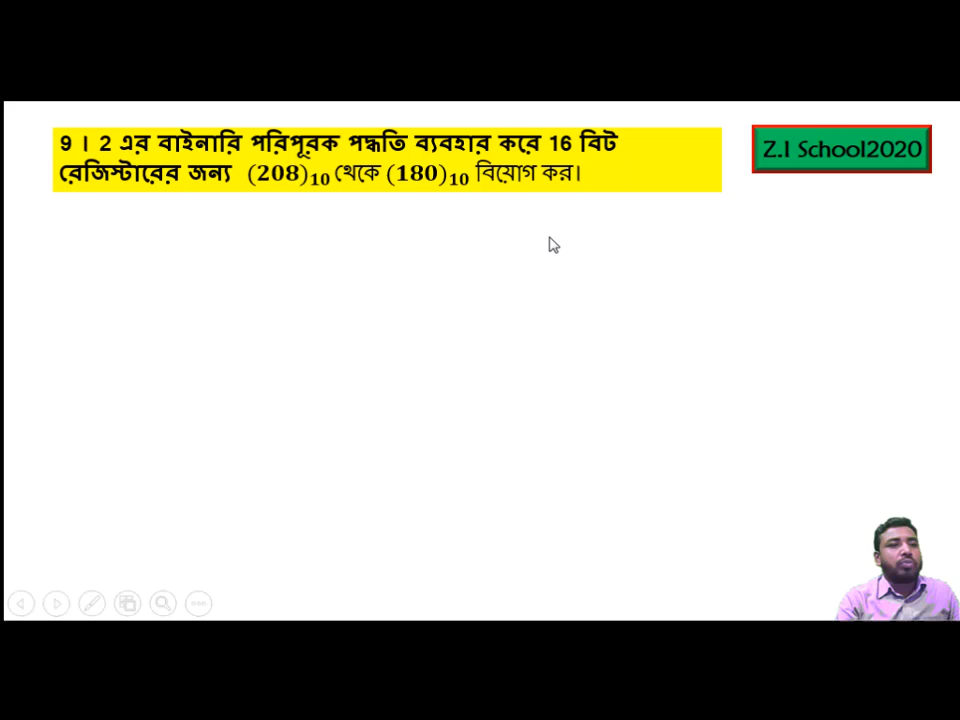 9 । 2 এর বাইনারি পরিপূরক পদ্ধতি ব্যবহার করে 16 বিট
রেজিস্টারের জন্য (208)₁₀ থেকে (180)₁₀ বিয়োগ কর।
Z.I School2020